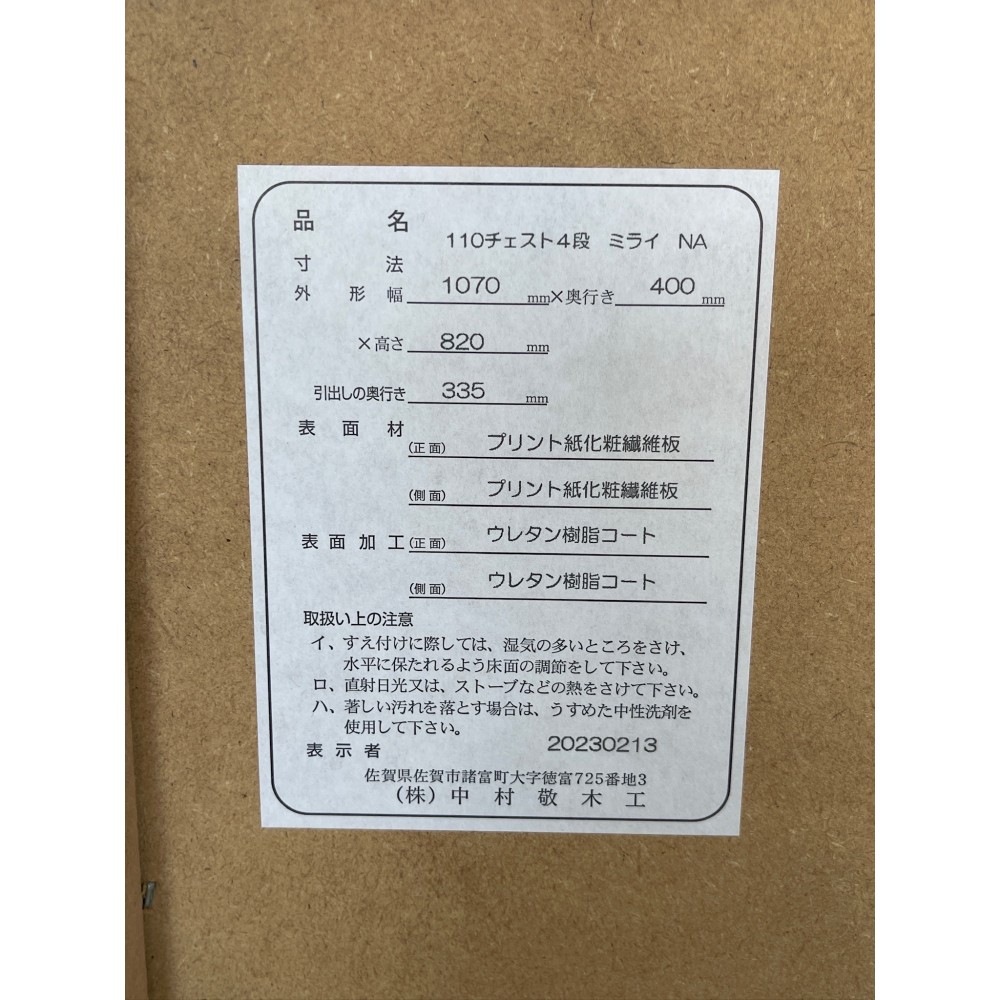 品名 110チェスト4段 ミライ NA
寸法
外形 幅 1070 mm×奥行き 400 mm
×高さ 820 mm
引出しの奥行き 335 mm
表面材 (正面) プリント紙化粧繊維板
(側面) プリント紙化粧繊維板
表面加工 (正面) ウレタン樹脂コート
(側面) ウレタン樹脂コート
取扱い上の注意
イ、すえ付けに際しては、湿気の多いところをさけ、
水平に保たれるよう床面の調節をして下さい。
ロ、直射日光又は、ストーブなどの熱をさけて下さい。
ハ、著しい汚れを落とす場合は、うすめた中性洗剤を
使用して下さい。
表示者 20230213
佐賀県佐賀市諸富町大字徳富725番地3
(株)中村敬木工